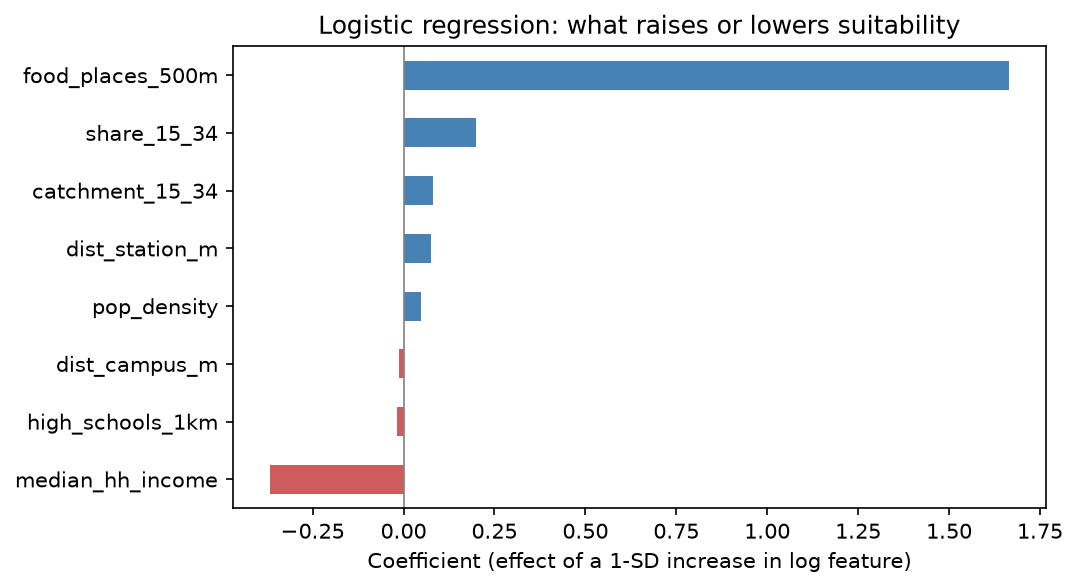 Logistic regression: what raises or lowers suitability
food_places_500m
share_15_34
catchment_15_34
dist_station_m
pop_density
dist_campus_m
high_schools_1km
median_hh_income
−0.25 0.00 0.25 0.50 0.75 1.00 1.25 1.50 1.75
Coefficient (effect of a 1-SD increase in log feature)